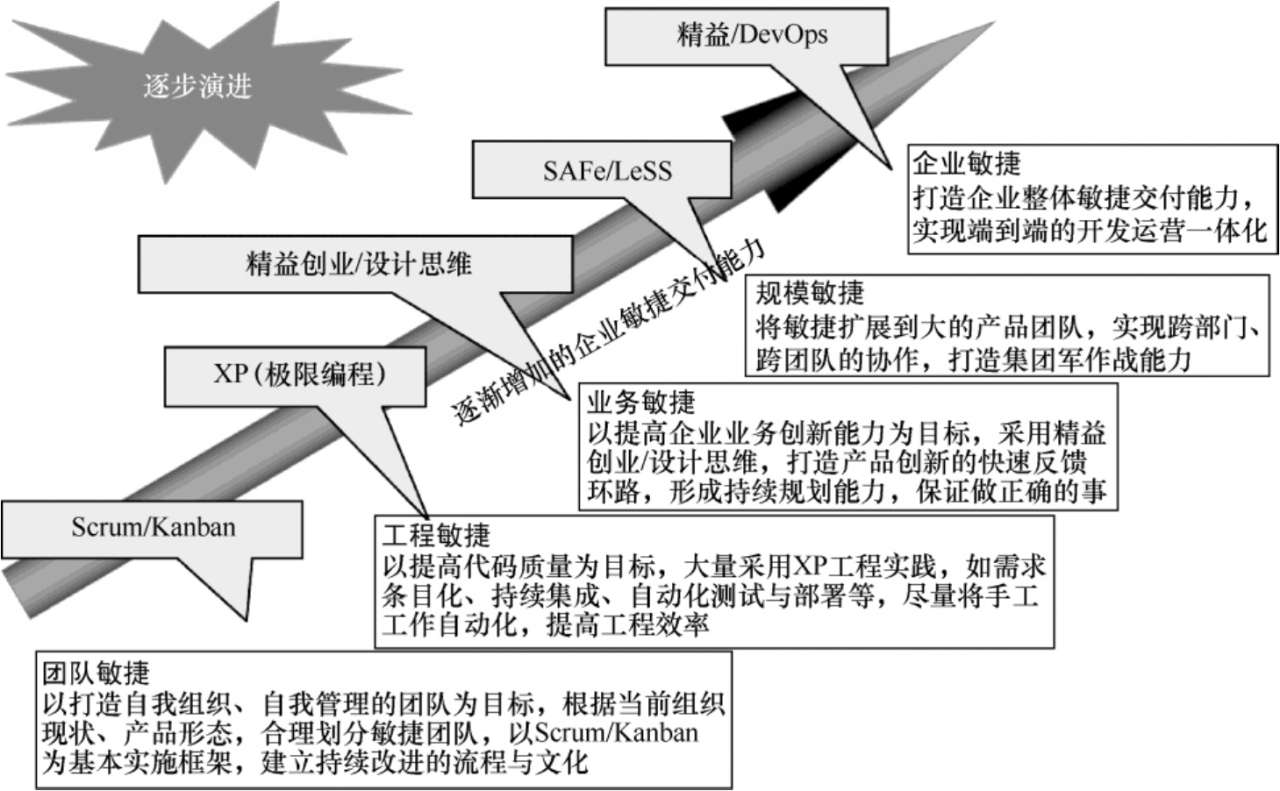 精益/DevOps
逐步演进
SAFe/LeSS
企业敏捷
打造企业整体敏捷交付能力，
实现端到端的开发运营一体化
精益创业/设计思维
逐渐增加的企业敏捷交付能力
规模敏捷
将敏捷扩展到大的产品团队，实现跨部门、
跨团队的协作，打造集团军作战能力
XP（极限编程）
业务敏捷
以提高企业业务创新能力为目标，采用精益
创业/设计思维，打造产品创新的快速反馈
环路，形成持续规划能力，保证做正确的事
Scrum/Kanban
工程敏捷
以提高代码质量为目标，大量采用XP工程实践，如需求
条目化、持续集成、自动化测试与部署等，尽量将手工
工作自动化，提高工程效率
团队敏捷
以打造自我组织、自我管理的团队为目标，根据当前组织
现状、产品形态，合理划分敏捷团队，以Scrum/Kanban
为基本实施框架，建立持续改进的流程与文化